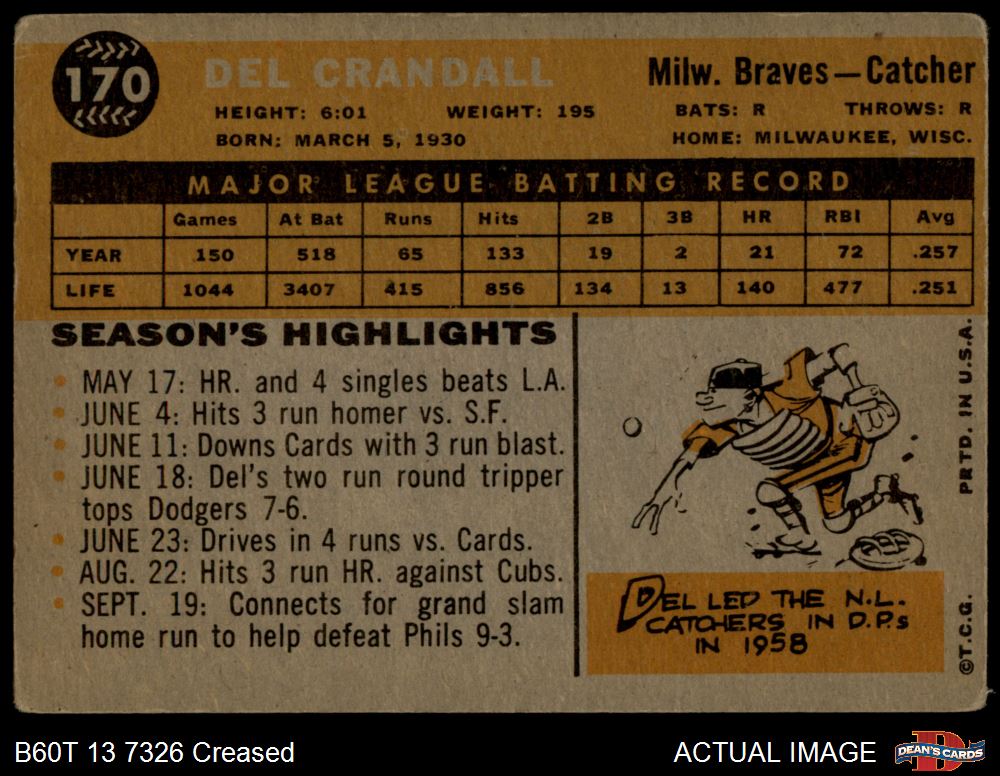 170
DEL CRANDALL
Milw. Braves—Catcher
HEIGHT: 6:01 WEIGHT: 195 BATS: R THROWS: R
BORN: MARCH 5, 1930 HOME: MILWAUKEE, WISC.
MAJOR LEAGUE BATTING RECORD
Games At Bat Runs Hits 2B 3B HR RBI Avg
YEAR 150 518 65 133 19 2 21 72 .257
LIFE 1044 3407 415 856 134 13 140 477 .251
SEASON'S HIGHLIGHTS
• MAY 17: HR. and 4 singles beats L.A.
• JUNE 4: Hits 3 run homer vs. S.F.
• JUNE 11: Downs Cards with 3 run blast.
• JUNE 18: Del's two run round tripper
tops Dodgers 7-6.
• JUNE 23: Drives in 4 runs vs. Cards.
• AUG. 22: Hits 3 run HR. against Cubs.
• SEPT. 19: Connects for grand slam
home run to help defeat Phils 9-3.
DEL LED THE N.L.
CATCHERS IN D.P.s
IN 1958
©T.C.G. PRTD. IN U.S.A.
B60T 13 7326 Creased
ACTUAL IMAGE
D
DEAN'S CARDS